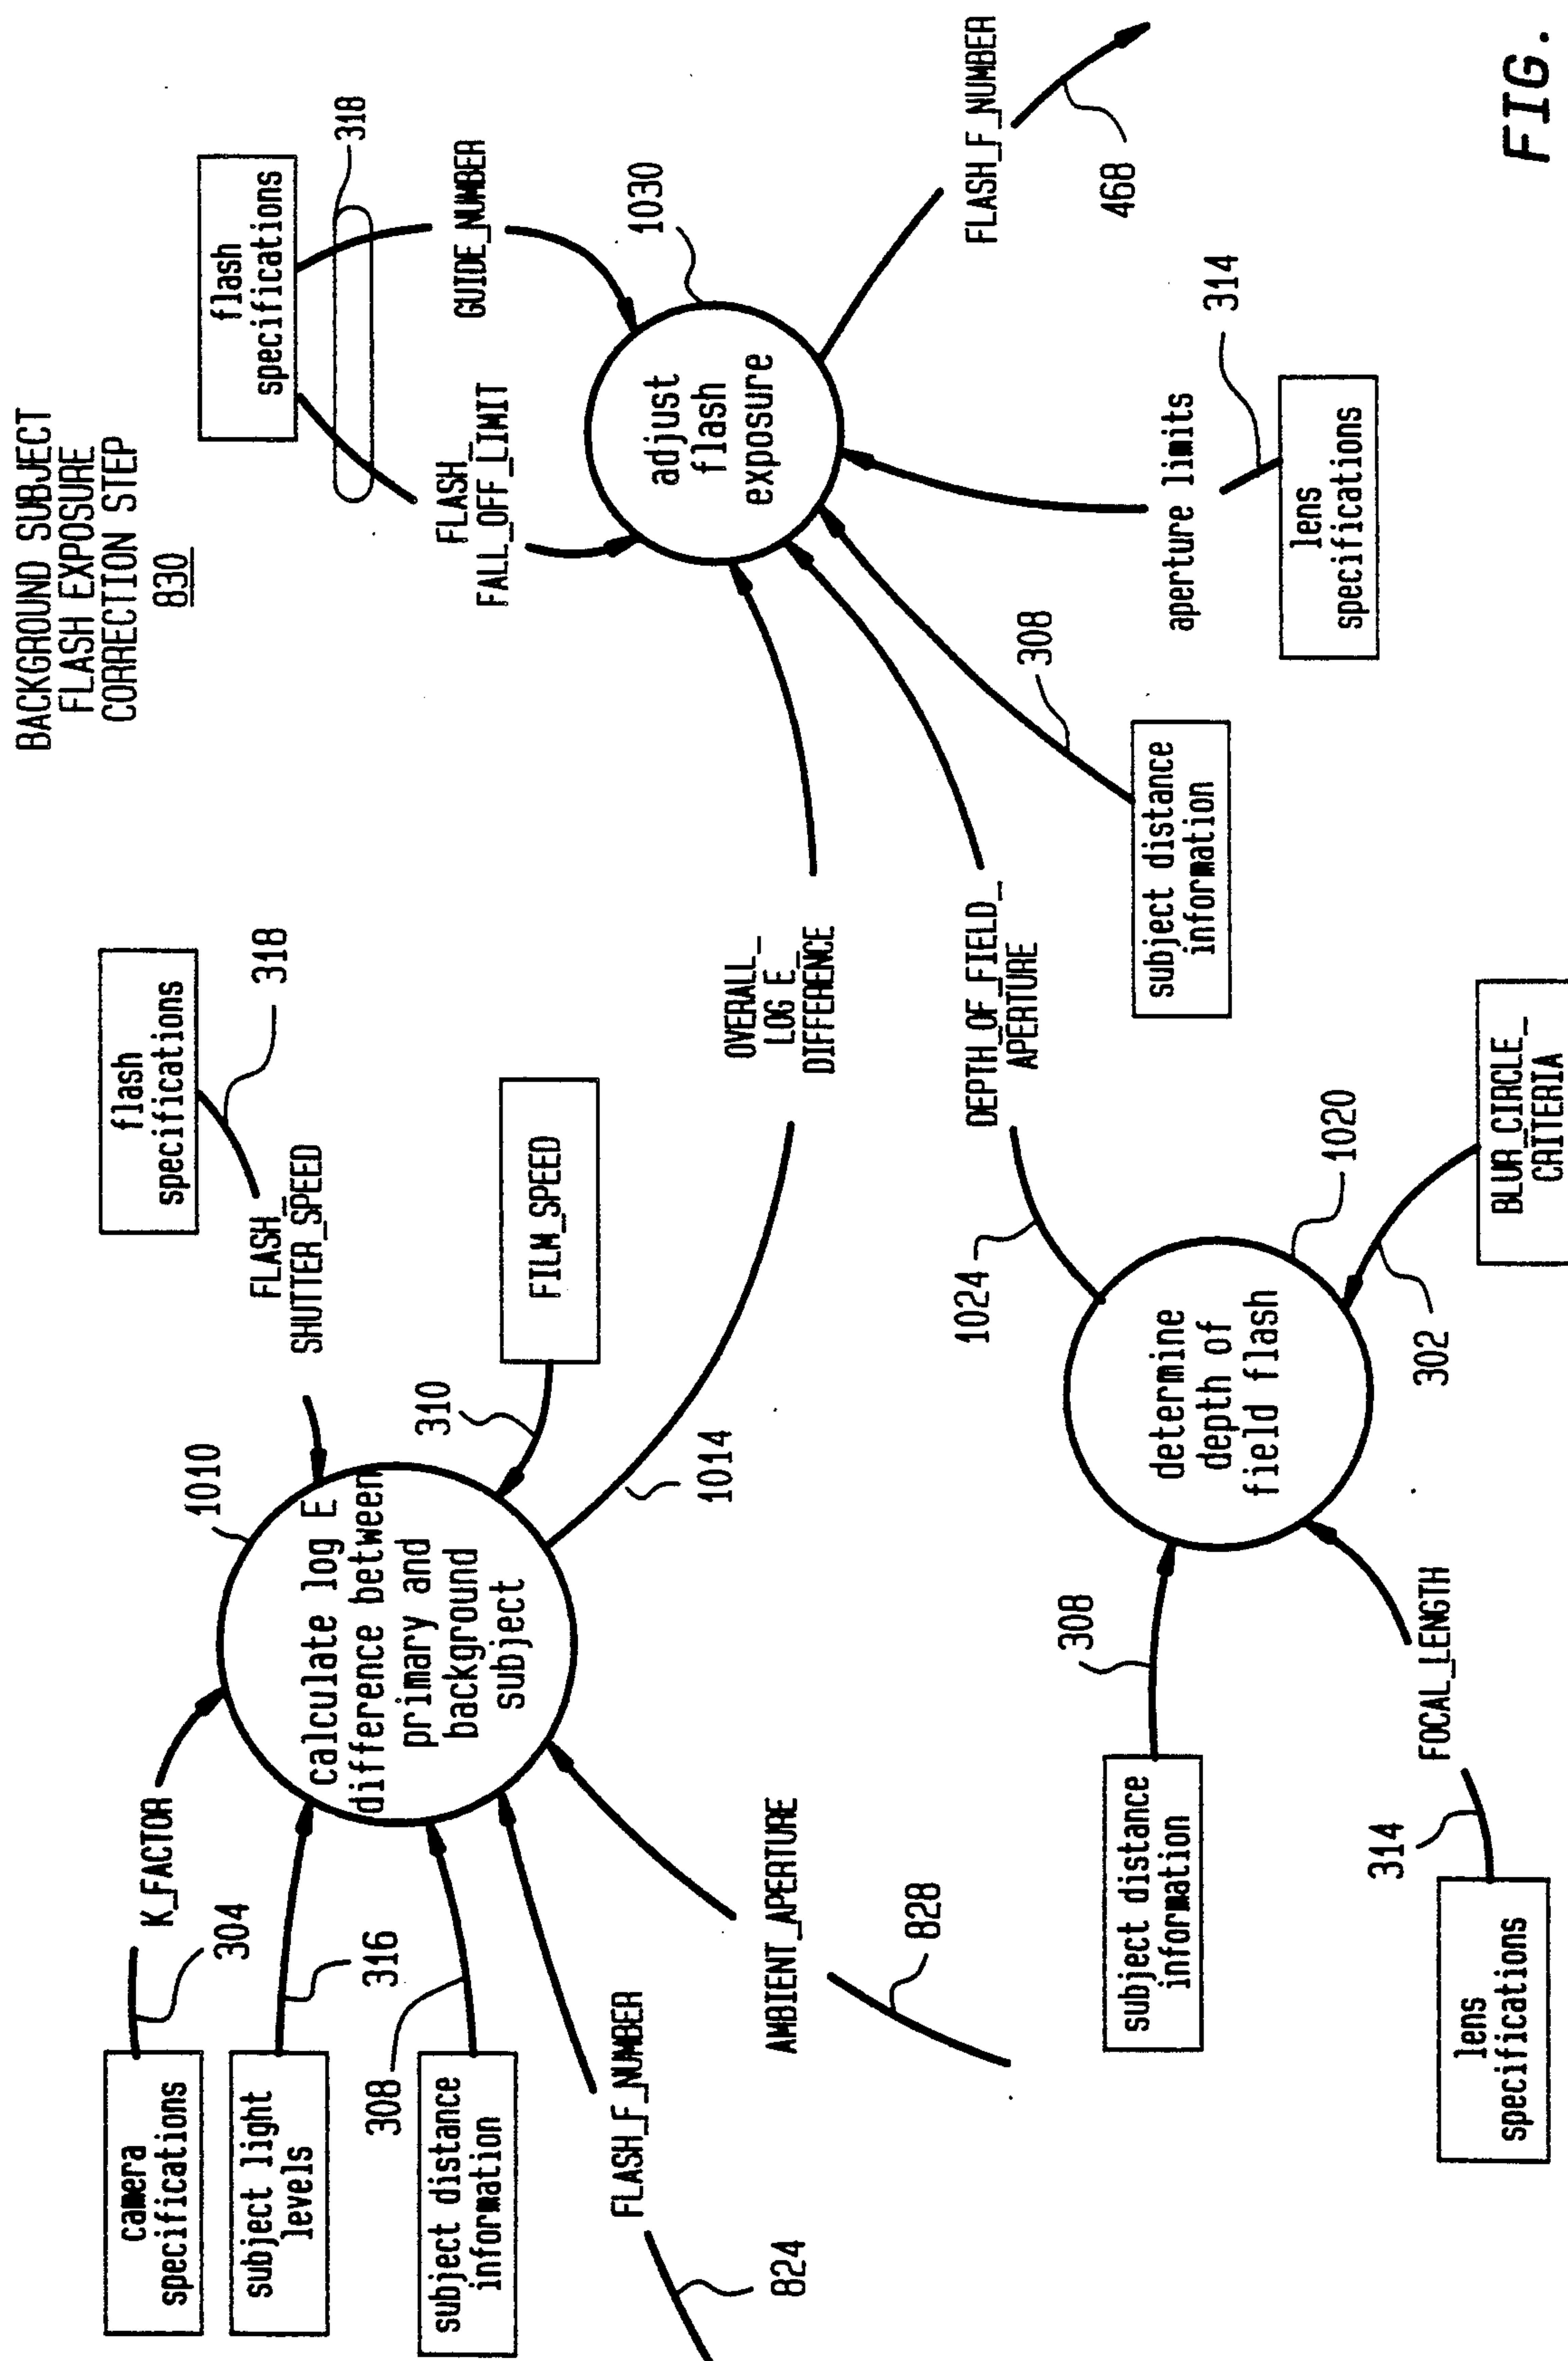 BACKGROUND SUBJECT
FLASH EXPOSURE
CORRECTION STEP
830
camera
specifications
304
K_FACTOR
subject light
levels
316
subject distance
information
308
FLASH_F_NUMBER
824
AMBIENT_APERTURE
828
1010
calculate log E
difference between
primary and
background
subject
flash
specifications
318
FLASH_
SHUTTER_SPEED
FILM_SPEED
310
1014
OVERALL_
LOG E_
DIFFERENCE
flash
specifications
318
FLASH_
FALL_OFF_LIMIT
GUIDE_NUMBER
1030
adjust
flash
exposure
FLASH_F_NUMBER
468
aperture limits
314
lens
specifications
308
subject distance
information
DEPTH_OF_FIELD_
APERTURE
1024
1020
determine
depth of
field flash
308
subject distance
information
FOCAL_LENGTH
314
lens
specifications
302
BLUR_CIRCLE_
CRITERIA
FIG.